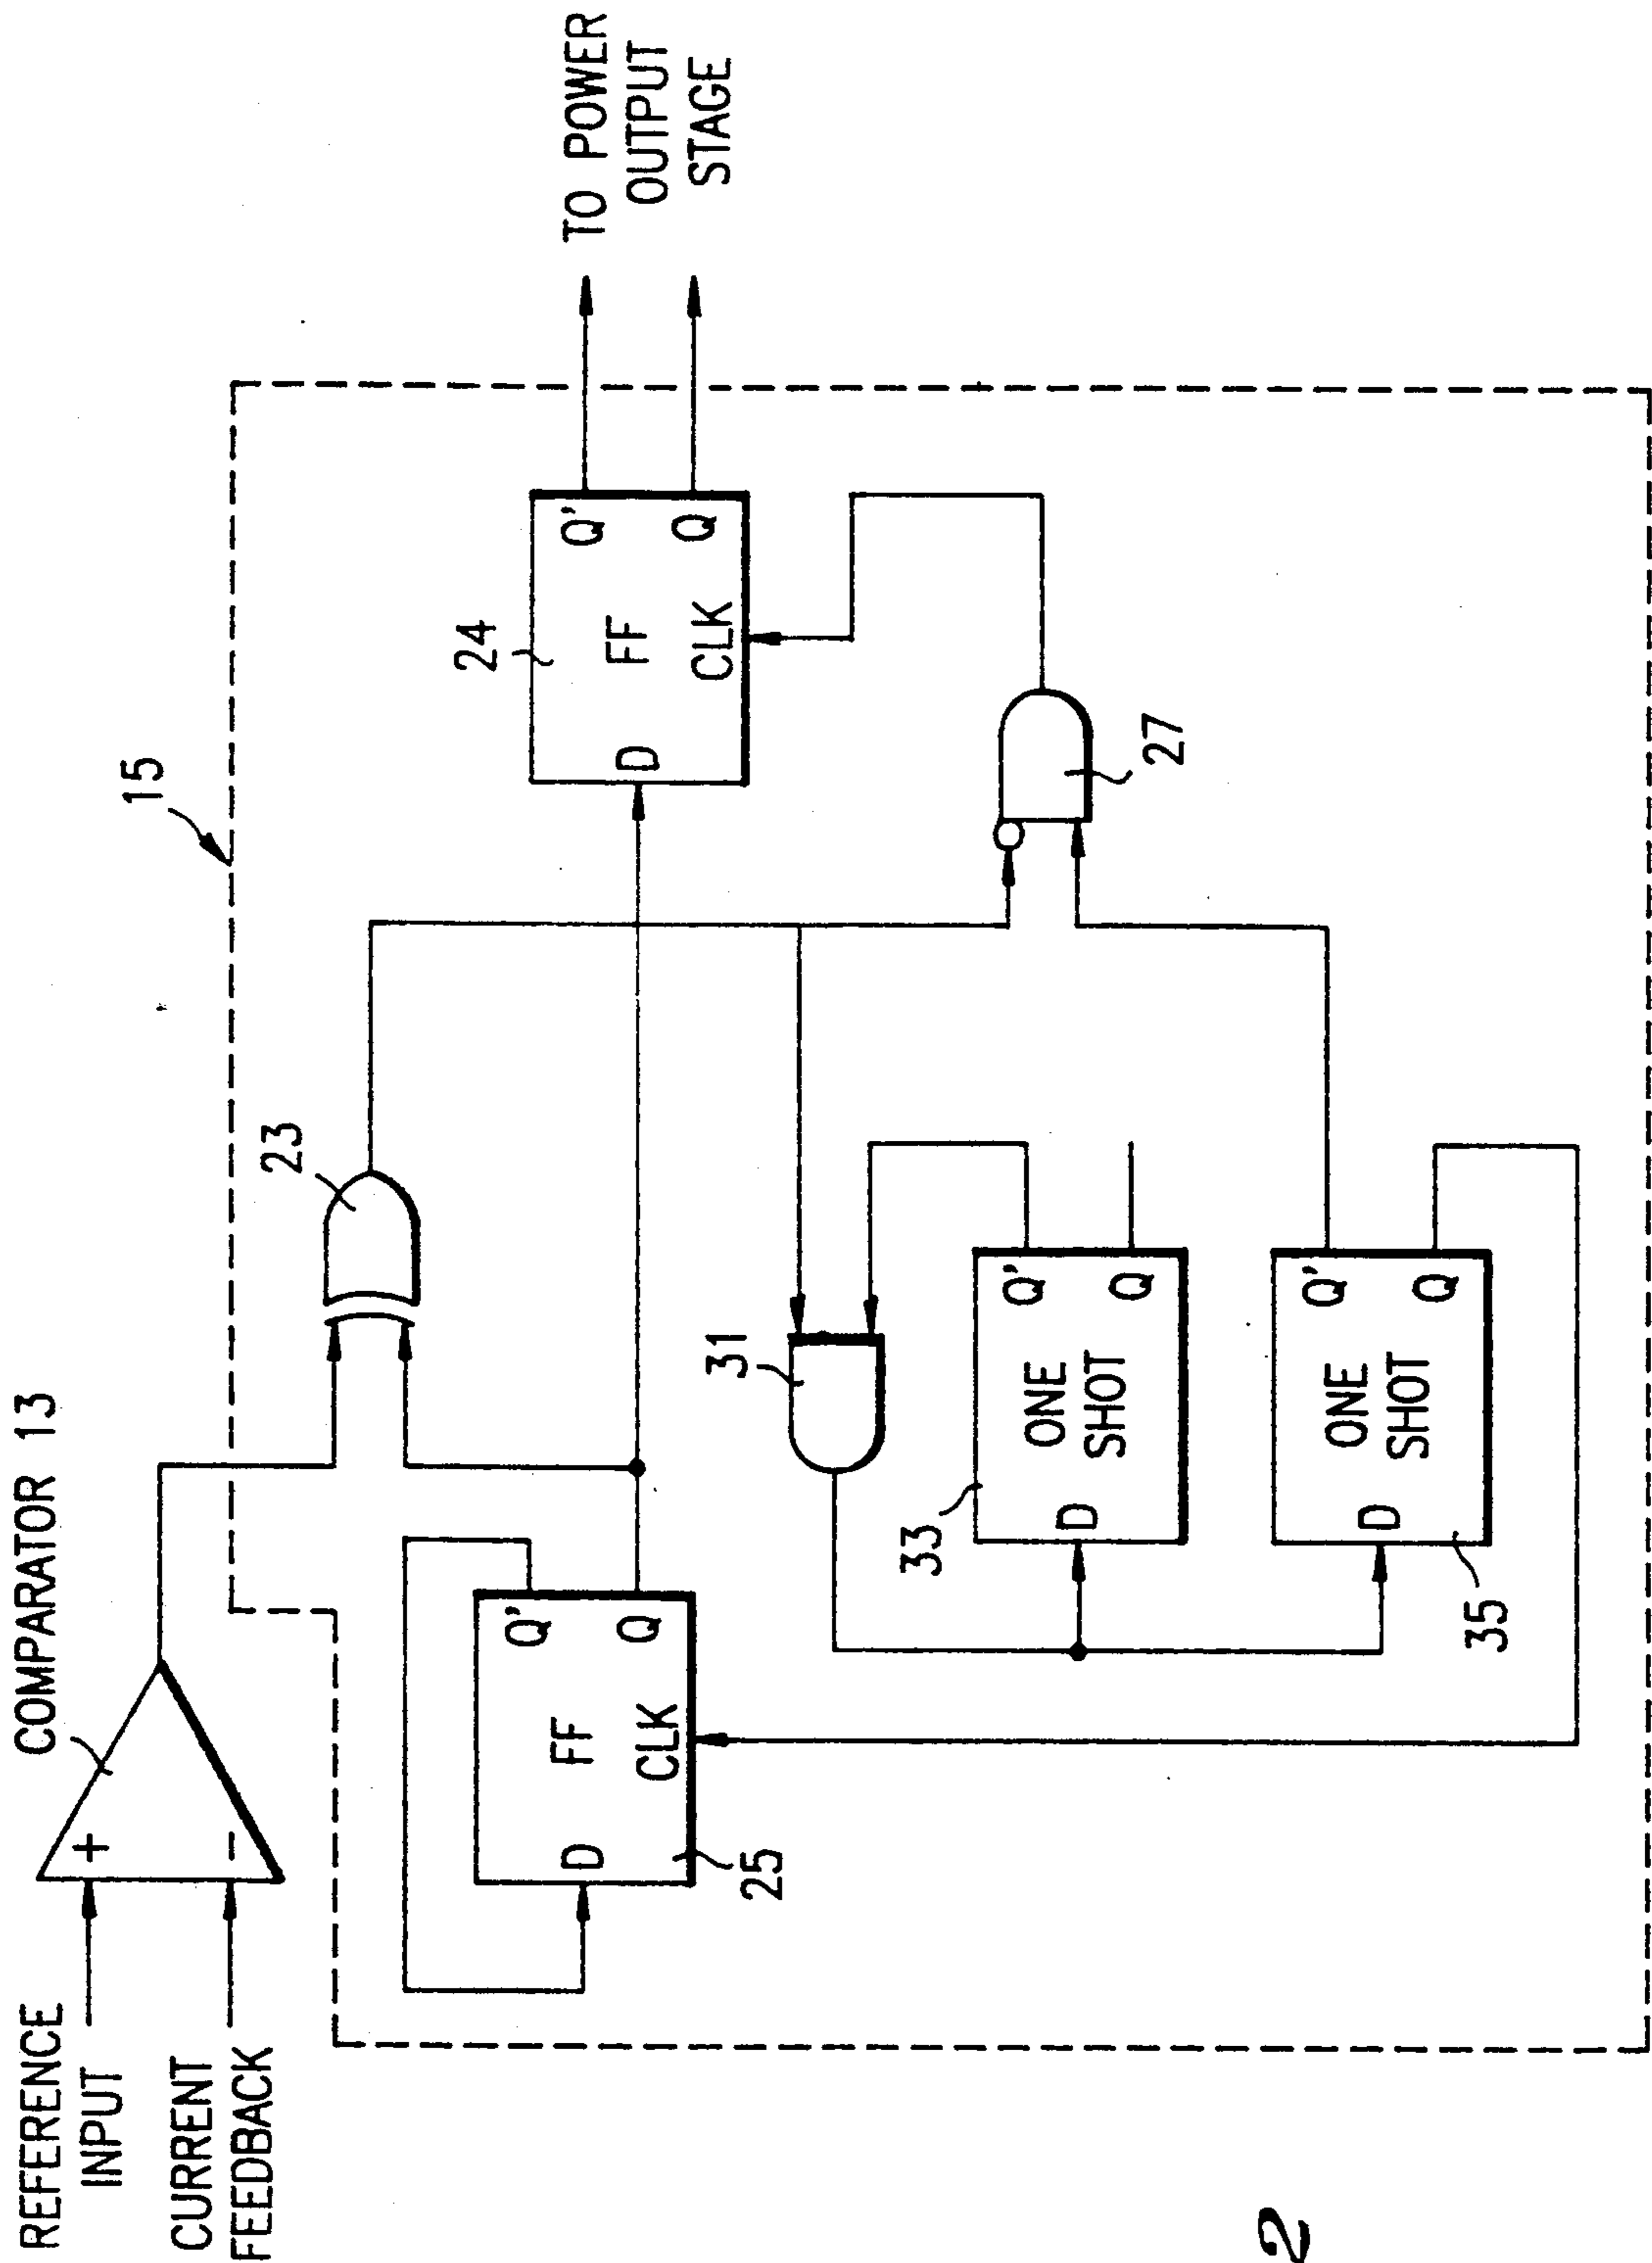 REFERENCE
INPUT
CURRENT
FEEDBACK
COMPARATOR 13
+
−
15
23
24
D
FF
Q'
Q
CLK
TO POWER
OUTPUT
STAGE
D
FF
Q'
Q
CLK
25
31
27
33
D
ONE
SHOT
Q'
Q
D
ONE
SHOT
Q'
Q
35
2